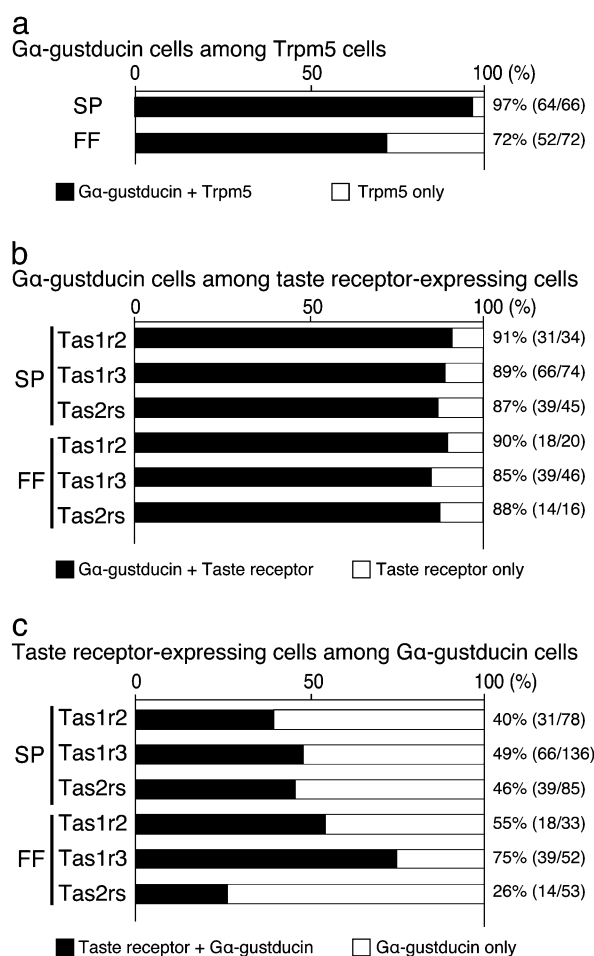 a
Gα-gustducin cells among Trpm5 cells
0 50 100 (%)
SP 97% (64/66)
FF 72% (52/72)
Gα-gustducin + Trpm5 Trpm5 only
b
Gα-gustducin cells among taste receptor-expressing cells
0 50 100 (%)
Tas1r2 91% (31/34)
SP Tas1r3 89% (66/74)
Tas2rs 87% (39/45)
Tas1r2 90% (18/20)
FF Tas1r3 85% (39/46)
Tas2rs 88% (14/16)
Gα-gustducin + Taste receptor Taste receptor only
c
Taste receptor-expressing cells among Gα-gustducin cells
0 50 100 (%)
Tas1r2 40% (31/78)
SP Tas1r3 49% (66/136)
Tas2rs 46% (39/85)
Tas1r2 55% (18/33)
FF Tas1r3 75% (39/52)
Tas2rs 26% (14/53)
Taste receptor + Gα-gustducin Gα-gustducin only